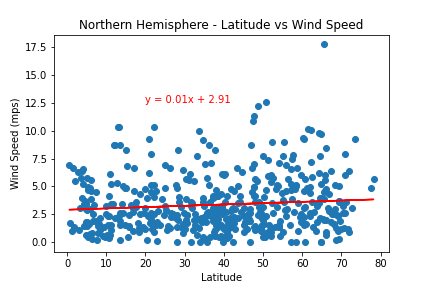 Northern Hemisphere - Latitude vs Wind Speed
Wind Speed (mps)
17.5
15.0
12.5
10.0
7.5
5.0
2.5
0.0
y = 0.01x + 2.91
0 10 20 30 40 50 60 70 80
Latitude